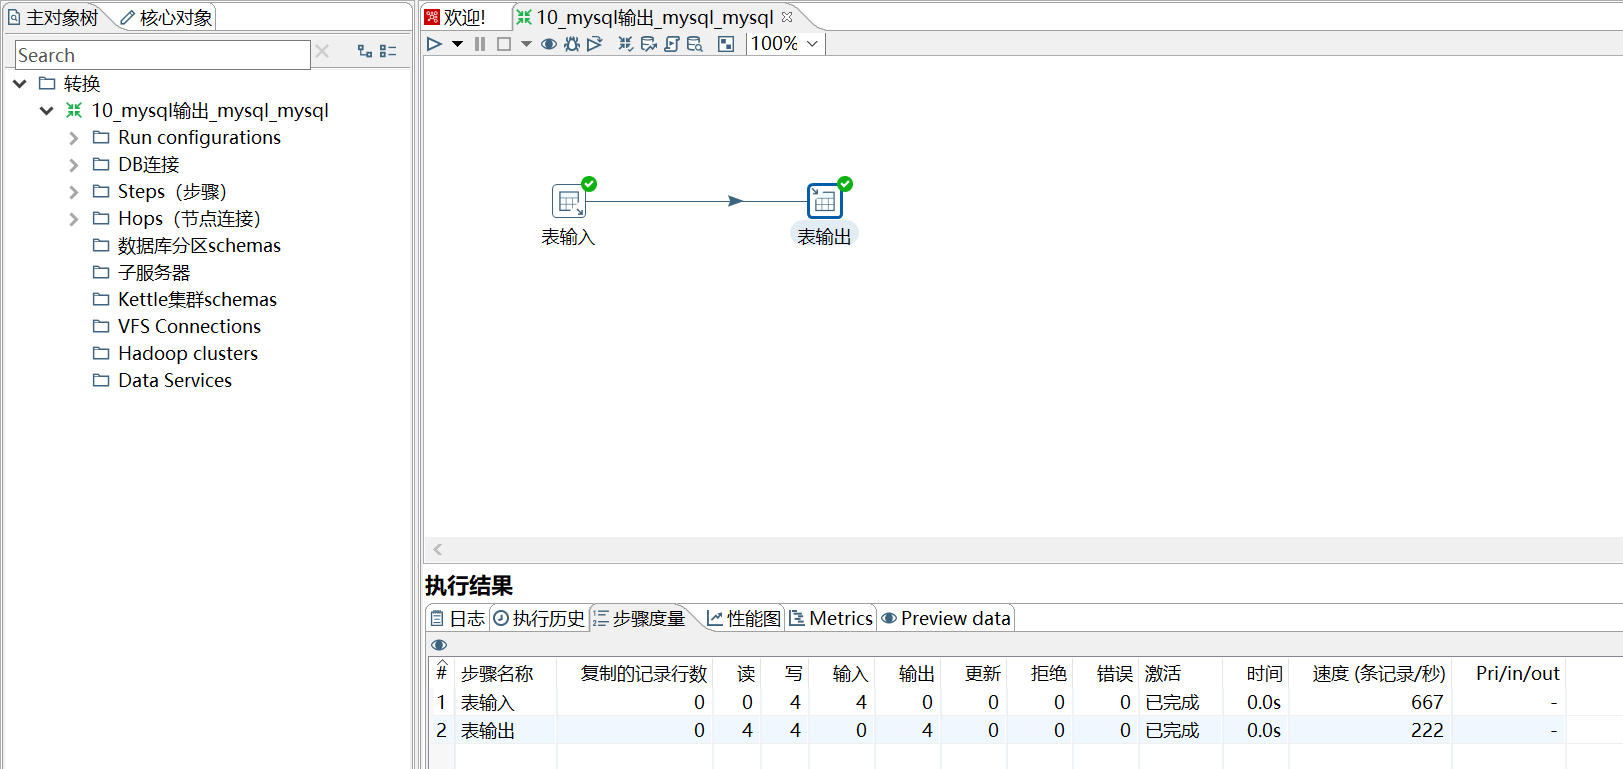 主对象树 核心对象
欢迎! 10_mysql输出_mysql_mysql
100%
Search
转换
10_mysql输出_mysql_mysql
Run configurations
DB连接
Steps（步骤）
Hops（节点连接）
数据库分区schemas
子服务器
Kettle集群schemas
VFS Connections
Hadoop clusters
Data Services
表输入 表输出
执行结果
日志 执行历史 步骤度量 性能图 Metrics Preview data
# 步骤名称 复制的记录行数 读 写 输入 输出 更新 拒绝 错误 激活 时间 速度 (条记录/秒) Pri/in/out
1 表输入 0 0 4 4 0 0 0 0 已完成 0.0s 667 -
2 表输出 0 4 4 0 4 0 0 0 已完成 0.0s 222 -